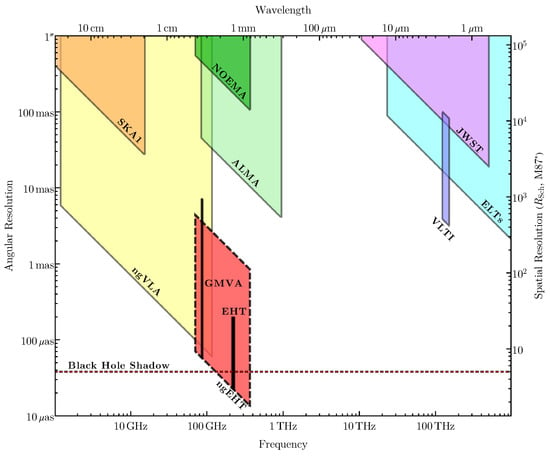 Wavelength
10 cm
1 cm
1 mm
100 μm
10 μm
1 μm
1″
100 mas
10 mas
1 mas
100 μas
10 μas
Angular Resolution
10⁵
10⁴
10³
10²
10
Spatial Resolution (R_Sch, M87*)
SKA1
NOEMA
ALMA
JWST
ELTs
VLTI
ngVLA
GMVA
EHT
ngEHT
Black Hole Shadow
10 GHz
100 GHz
1 THz
10 THz
100 THz
Frequency